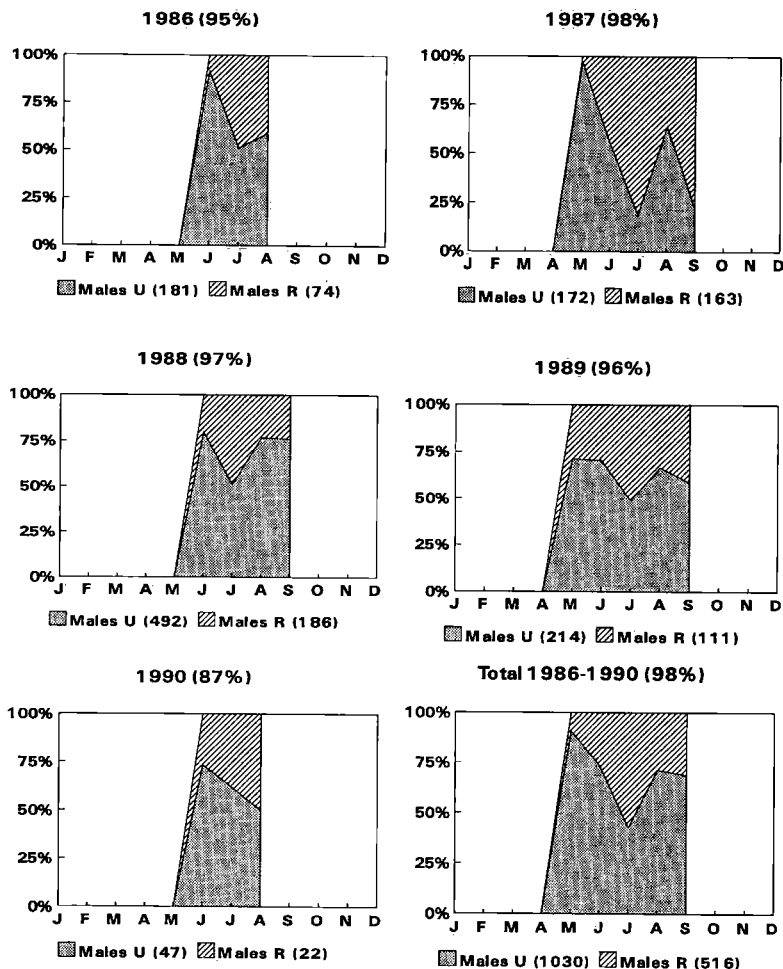 1986 (95%)
100%
75%
50%
25%
0%
J F M A M J J A S O N D
Males U (181) Males R (74)
1987 (98%)
100%
75%
50%
25%
0%
J F M A M J J A S O N D
Males U (172) Males R (163)
1988 (97%)
100%
75%
50%
25%
0%
J F M A M J J A S O N D
Males U (492) Males R (186)
1989 (96%)
100%
75%
50%
25%
0%
J F M A M J J A S O N D
Males U (214) Males R (111)
1990 (87%)
100%
75%
50%
25%
0%
J F M A M J J A S O N D
Males U (47) Males R (22)
Total 1986-1990 (98%)
100%
75%
50%
25%
0%
J F M A M J J A S O N D
Males U (1030) Males R (516)